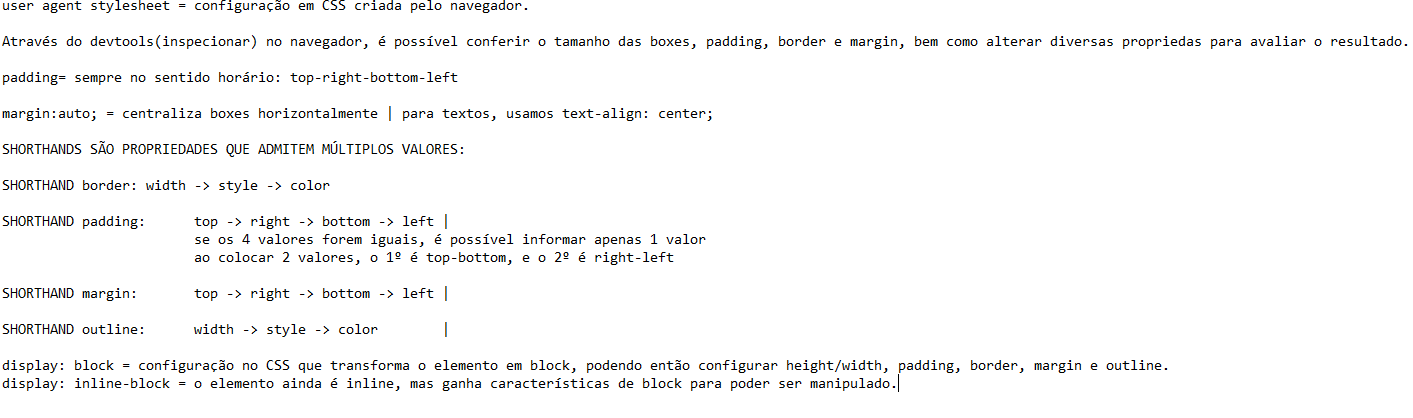 user agent stylesheet = configuração em CSS criada pelo navegador.
Através do devtools(inspecionar) no navegador, é possível conferir o tamanho das boxes, padding, border e margin, bem como alterar diversas propriedas para avaliar o resultado.
padding= sempre no sentido horário: top-right-bottom-left
margin:auto; = centraliza boxes horizontalmente | para textos, usamos text-align: center;
SHORTHANDS SÃO PROPRIEDADES QUE ADMITEM MÚLTIPLOS VALORES:
SHORTHAND border: width -> style -> color
SHORTHAND padding: top -> right -> bottom -> left |
se os 4 valores forem iguais, é possível informar apenas 1 valor
ao colocar 2 valores, o 1º é top-bottom, e o 2º é right-left
SHORTHAND margin: top -> right -> bottom -> left |
SHORTHAND outline: width -> style -> color |
display: block = configuração no CSS que transforma o elemento em block, podendo então configurar height/width, padding, border, margin e outline.
display: inline-block = o elemento ainda é inline, mas ganha características de block para poder ser manipulado.